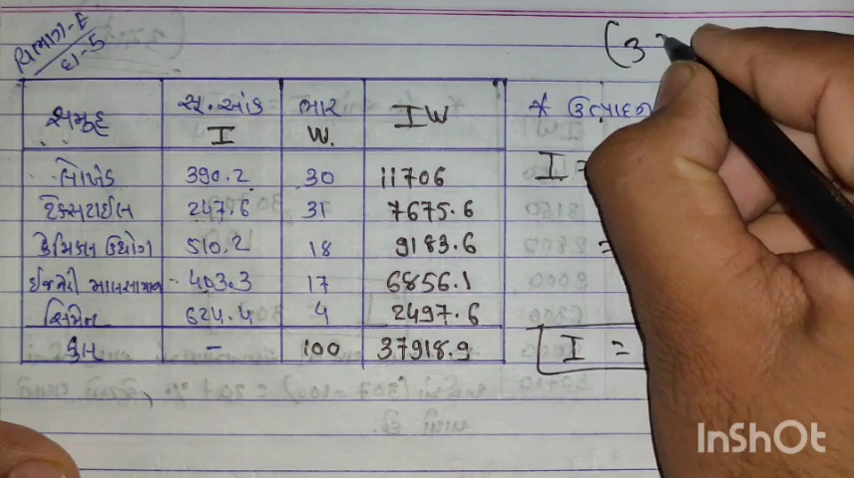 વિભાગ-E
દા-5
(3
સમૂહ સૂ.આંક I ભાર W. IW
લોખંડ 390.2 30 11706
ટેક્સટાઈલ 247.6 31 7675.6
કેમિકલ ઉદ્યોગ 510.2 18 9183.6
ઈજનેરી માલસામાન 403.3 17 6856.1
સિમેન્ટ 624.4 4 2497.6
કુલ - 100 37918.9
* ઉત્પાદન
I =
=
I =
InShOt